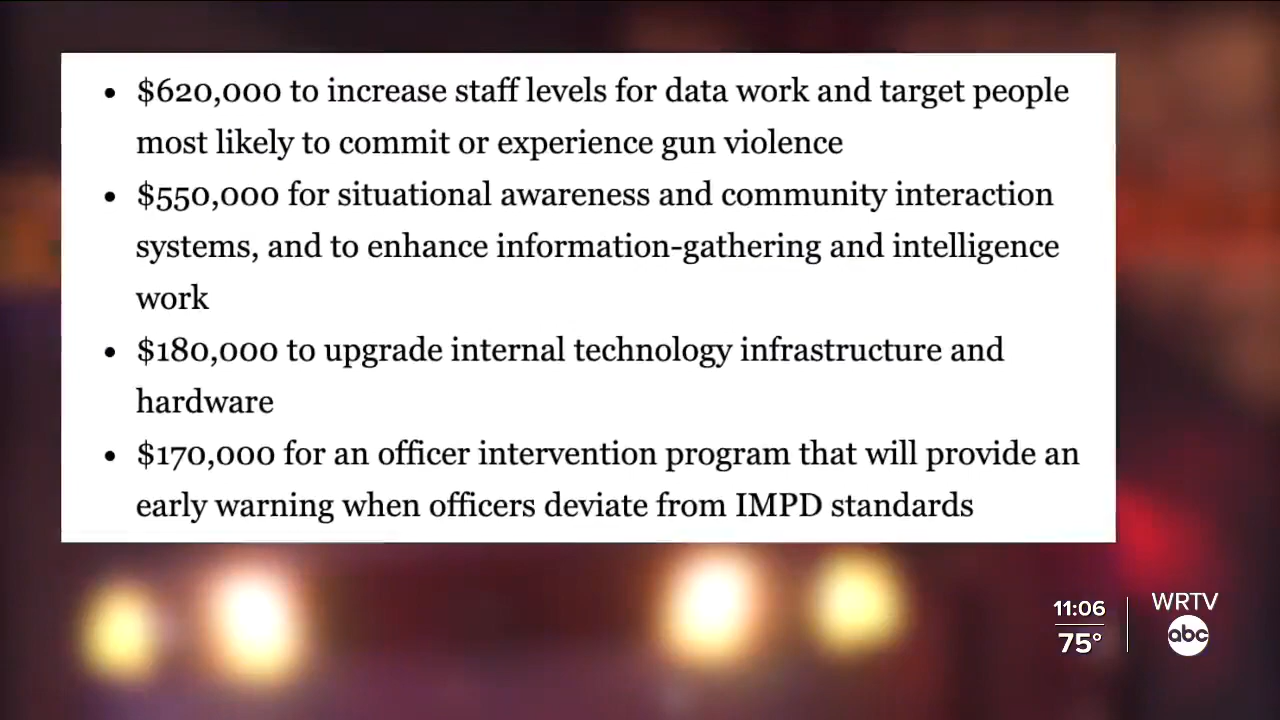 • $620,000 to increase staff levels for data work and target people
most likely to commit or experience gun violence
• $550,000 for situational awareness and community interaction
systems, and to enhance information-gathering and intelligence
work
• $180,000 to upgrade internal technology infrastructure and
hardware
• $170,000 for an officer intervention program that will provide an
early warning when officers deviate from IMPD standards
11:06
75°
WRTV
abc